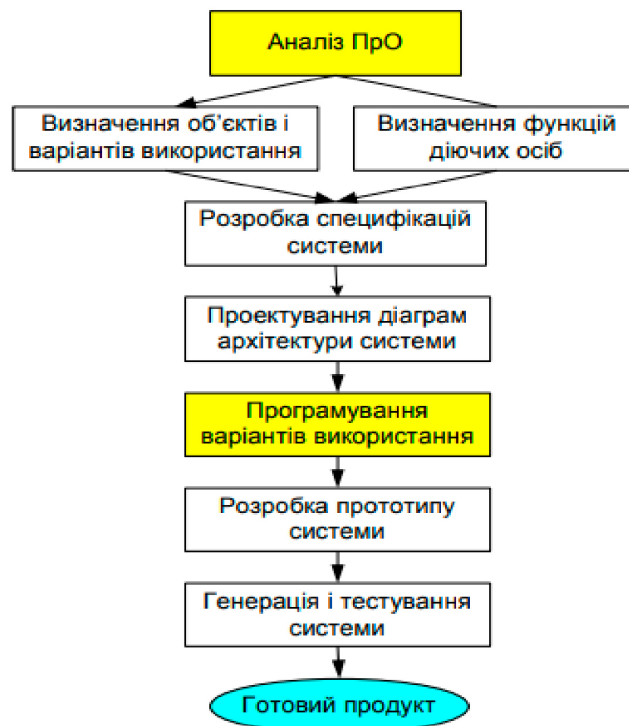 Аналіз ПрО
Визначення об’єктів і
варіантів використання
Визначення функцій
діючих осіб
Розробка специфікацій
системи
Проектування діаграм
архітектури системи
Програмування
варіантів використання
Розробка прототипу
системи
Генерація і тестування
системи
Готовий продукт